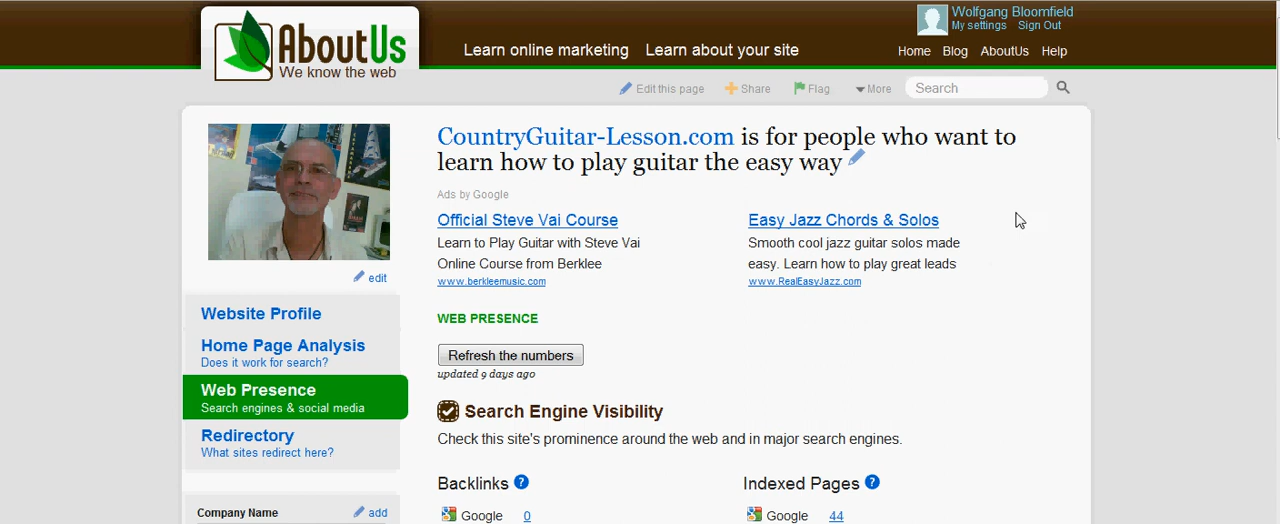 Wolfgang Bloomfield
My settings Sign Out
AboutUs
We know the web
Learn online marketing Learn about your site
Home Blog AboutUs Help
Edit this page Share Flag More Search
CountryGuitar-Lesson.com is for people who want to
learn how to play guitar the easy way
Ads by Google
Official Steve Vai Course
Learn to Play Guitar with Steve Vai
Online Course from Berklee
www.berkleemusic.com
Easy Jazz Chords & Solos
Smooth cool jazz guitar solos made
easy. Learn how to play great leads
www.RealEasyJazz.com
edit
Website Profile
Home Page Analysis
Does it work for search?
Web Presence
Search engines & social media
Redirectory
What sites redirect here?
Company Name add
WEB PRESENCE
Refresh the numbers
updated 9 days ago
Search Engine Visibility
Check this site's prominence around the web and in major search engines.
Backlinks ?
Google 0
Indexed Pages ?
Google 44